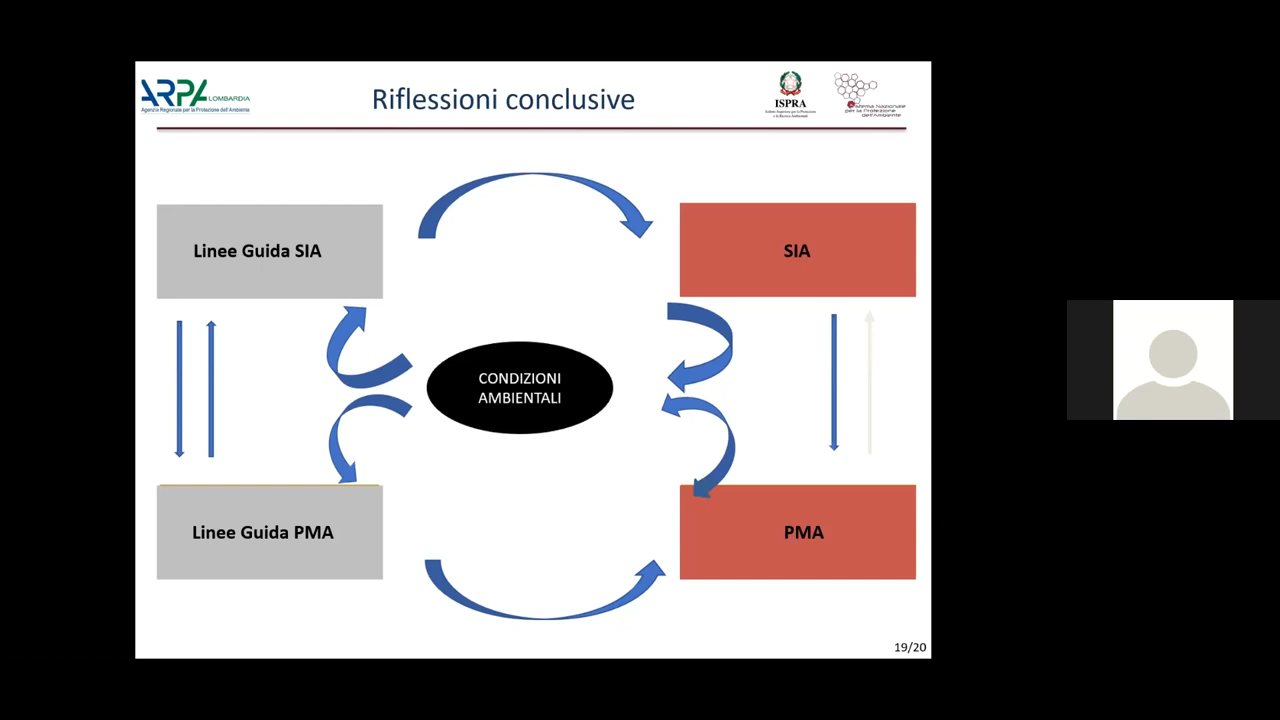 ARPA LOMBARDIA
Agenzia Regionale per la Protezione dell'Ambiente
Riflessioni conclusive
ISPRA
Istituto Superiore per la Protezione
e la Ricerca Ambientale
Sistema Nazionale
per la Protezione
dell'Ambiente
Linee Guida SIA
SIA
CONDIZIONI
AMBIENTALI
Linee Guida PMA
PMA
19/20